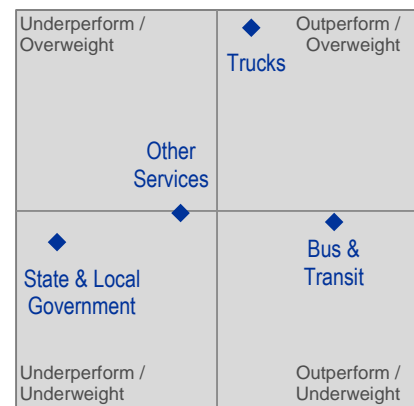 Underperform /
Overweight
Outperform /
Overweight
Trucks
Other
Services
Bus &
Transit
State & Local
Government
Underperform /
Underweight
Outperform /
Underweight